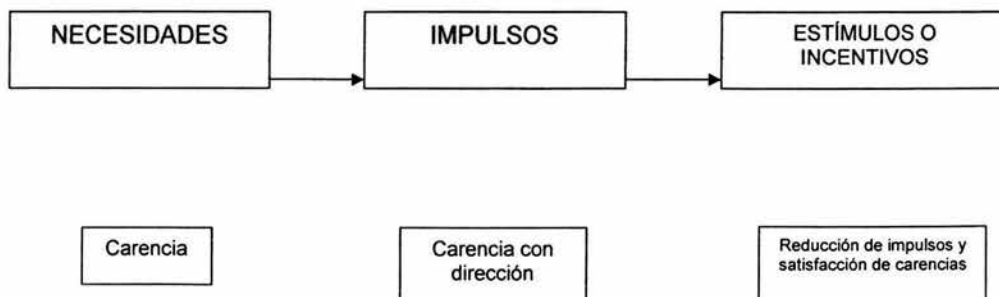 NECESIDADES
IMPULSOS
ESTÍMULOS O
INCENTIVOS
Carencia
Carencia con
dirección
Reducción de impulsos y
satisfacción de carencias